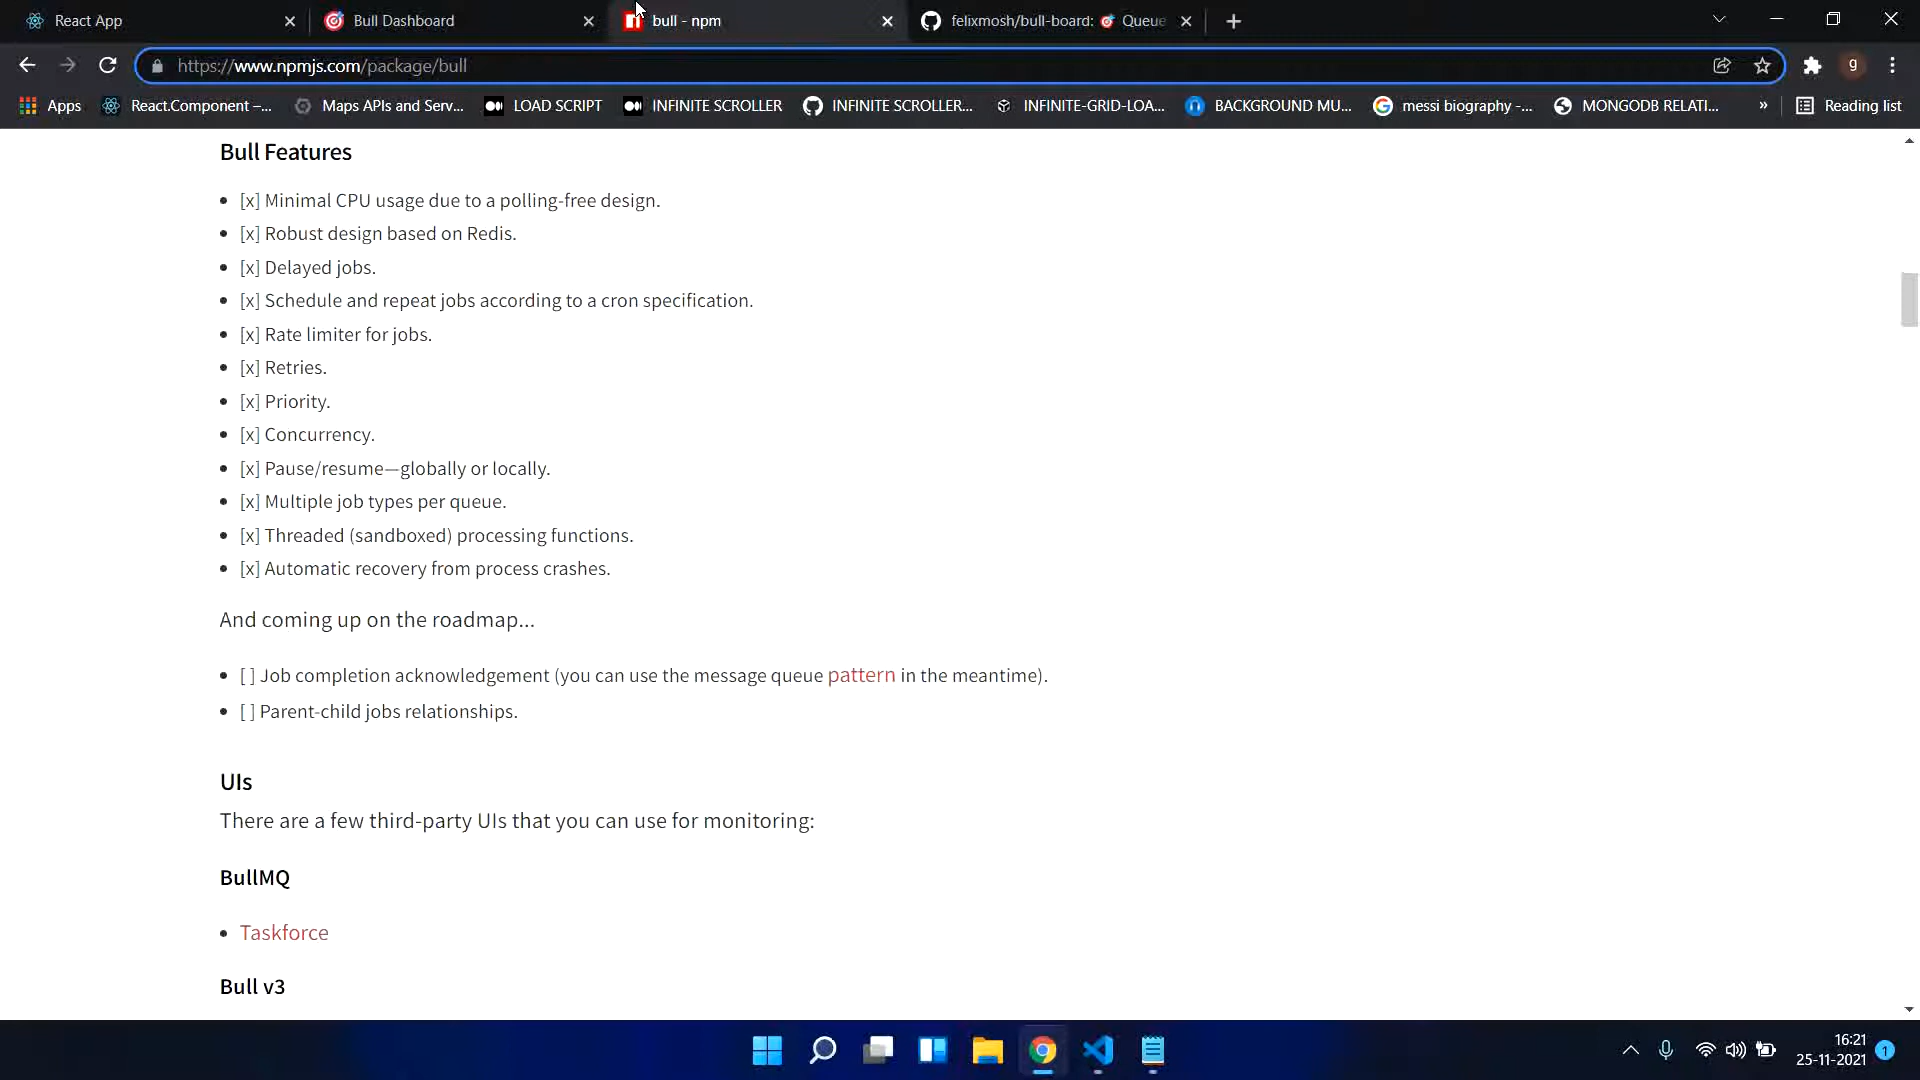 React App
Bull Dashboard
bull - npm
felixmosh/bull-board: 🎯 Queue
https://www.npmjs.com/package/bull
g
Apps
React.Component –...
Maps APIs and Serv...
LOAD SCRIPT
INFINITE SCROLLER
INFINITE SCROLLER...
INFINITE-GRID-LOA...
BACKGROUND MU...
messi biography -...
MONGODB RELATI...
»
Reading list
Bull Features
• [x] Minimal CPU usage due to a polling-free design.
• [x] Robust design based on Redis.
• [x] Delayed jobs.
• [x] Schedule and repeat jobs according to a cron specification.
• [x] Rate limiter for jobs.
• [x] Retries.
• [x] Priority.
• [x] Concurrency.
• [x] Pause/resume—globally or locally.
• [x] Multiple job types per queue.
• [x] Threaded (sandboxed) processing functions.
• [x] Automatic recovery from process crashes.
And coming up on the roadmap...
• [ ] Job completion acknowledgement (you can use the message queue pattern in the meantime).
• [ ] Parent-child jobs relationships.
UIs
There are a few third-party UIs that you can use for monitoring:
BullMQ
• Taskforce
Bull v3
16:21
25-11-2021
1